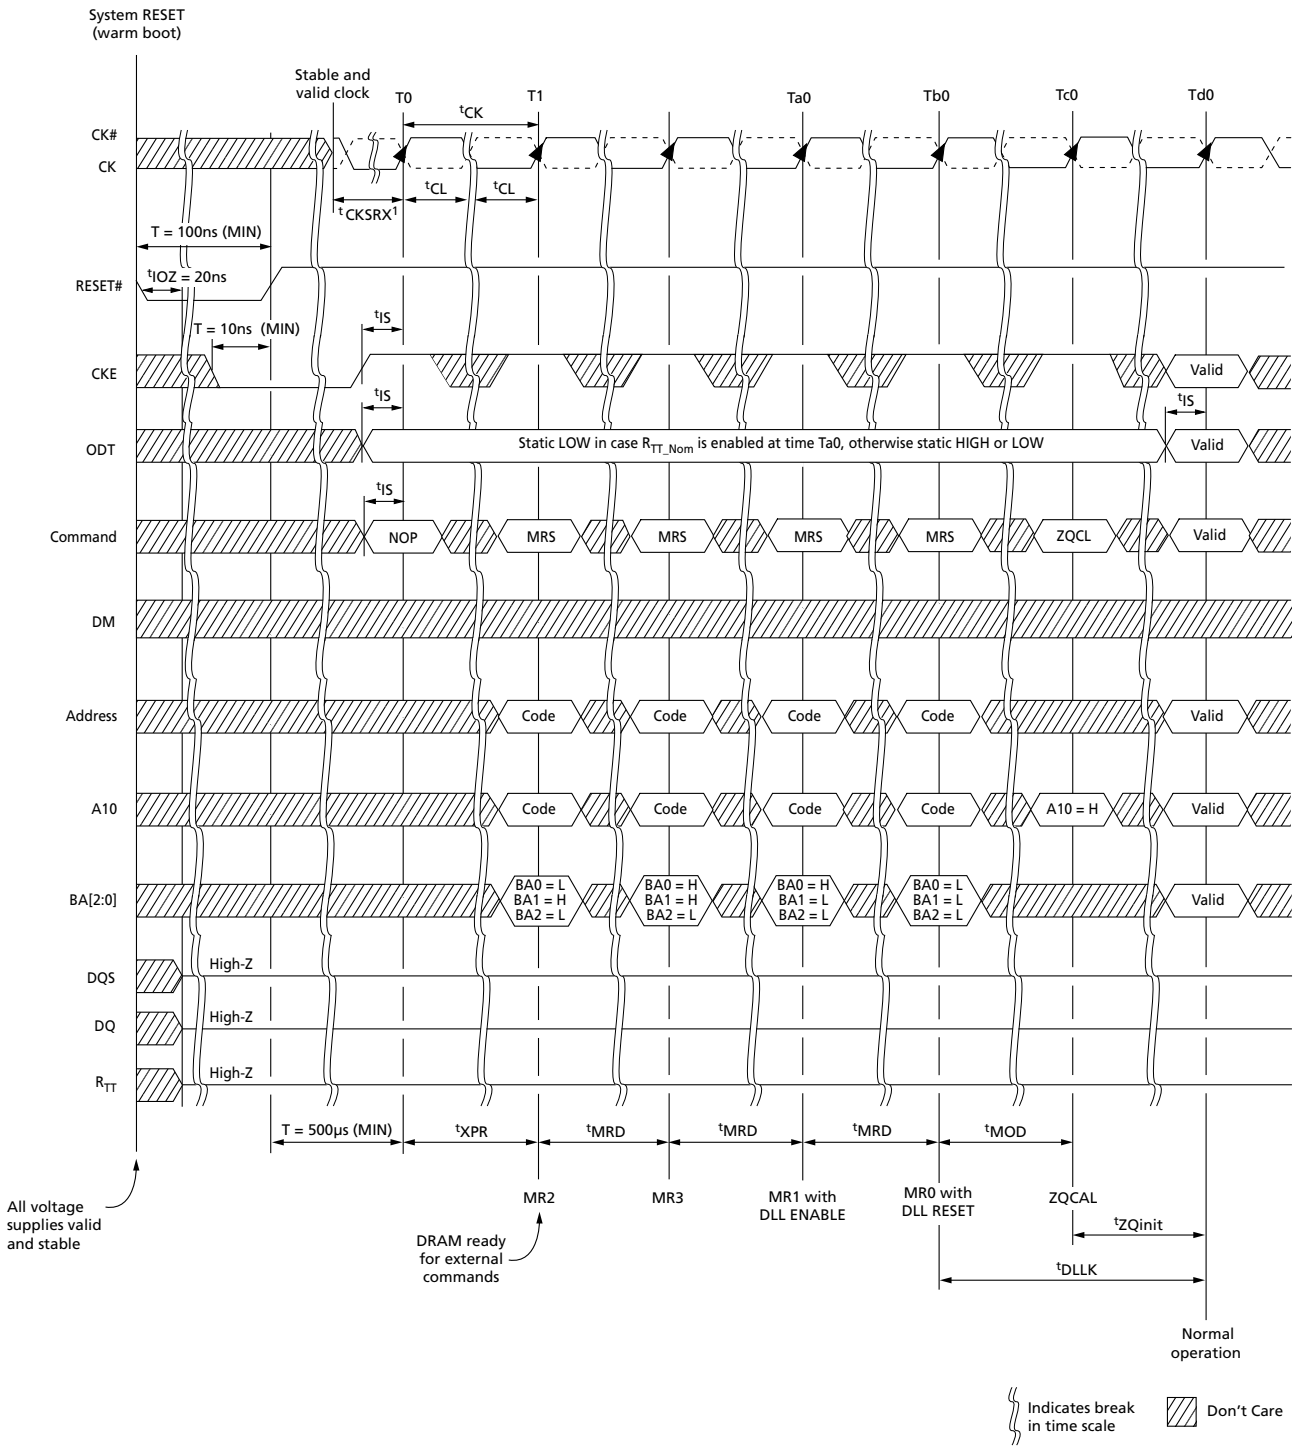 System RESET
(warm boot)
Stable and
valid clock
T0
T1
Ta0
Tb0
Tc0
Td0
tCK
CK#
CK
tCKSRX1
tCL
tCL
T = 100ns (MIN)
tIOZ = 20ns
RESET#
T = 10ns (MIN)
tIS
CKE
Valid
tIS
tIS
ODT
Static LOW in case RTT_Nom is enabled at time Ta0, otherwise static HIGH or LOW
Valid
tIS
Command
NOP
MRS
MRS
MRS
MRS
ZQCL
Valid
DM
Address
Code
Code
Code
Code
Valid
A10
Code
Code
Code
Code
A10 = H
Valid
BA[2:0]
BA0 = L
BA1 = H
BA2 = L
BA0 = H
BA1 = H
BA2 = L
BA0 = H
BA1 = L
BA2 = L
BA0 = L
BA1 = L
BA2 = L
Valid
DQS
High-Z
DQ
High-Z
RTT
High-Z
T = 500µs (MIN)
tXPR
tMRD
tMRD
tMRD
tMOD
All voltage
supplies valid
and stable
MR2
MR3
MR1 with
DLL ENABLE
MR0 with
DLL RESET
ZQCAL
tZQinit
DRAM ready
for external
commands
tDLLK
Normal
operation
Indicates break
in time scale
Don't Care